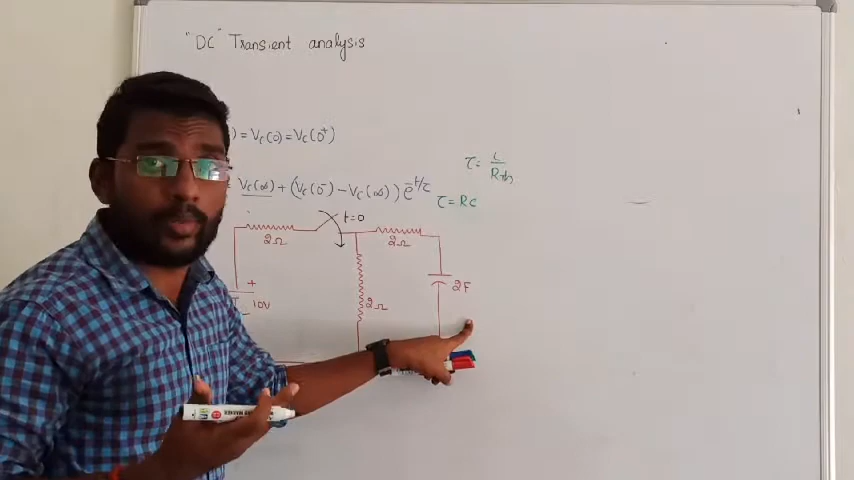 "DC" Transient analysis
) = Vc(0) = Vc(0⁺)
τ = L/Rth
= Vc(∞) + (Vc(0⁻) - Vc(∞)) e^-t/τ
τ = RC
t=0
2Ω
2Ω
+
2F
10V
2Ω
-